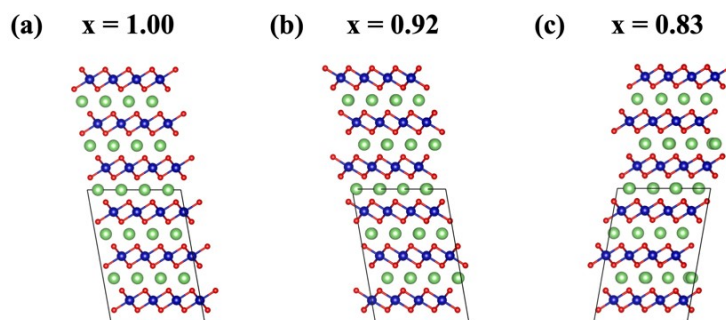 (a) x = 1.00 (b) x = 0.92 (c) x = 0.83